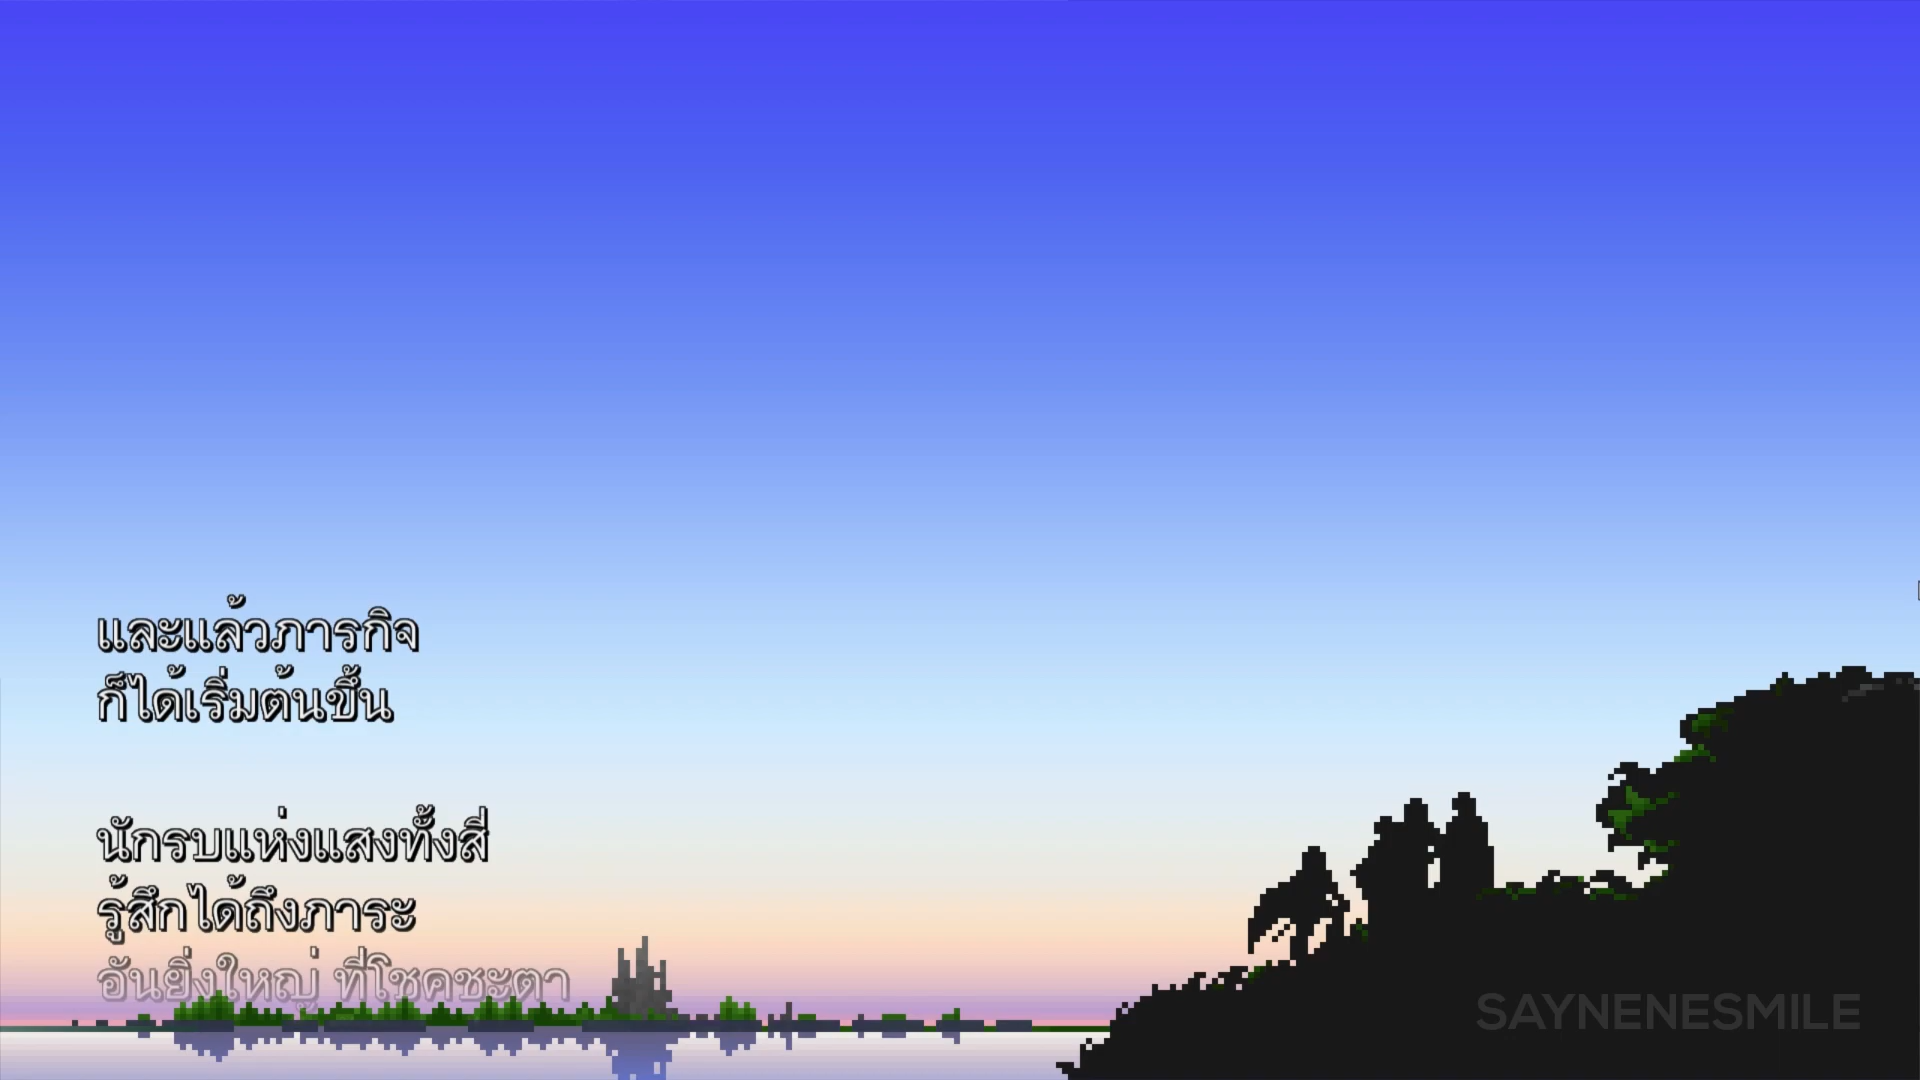 และแล้วภารกิจ
ก็ได้เริ่มต้นขึ้น
นักรบแห่งแสงทั้งสี่
รู้สึกได้ถึงภาระ
อันยิ่งใหญ่ ที่โชคชะตา
SAYNENESMILE